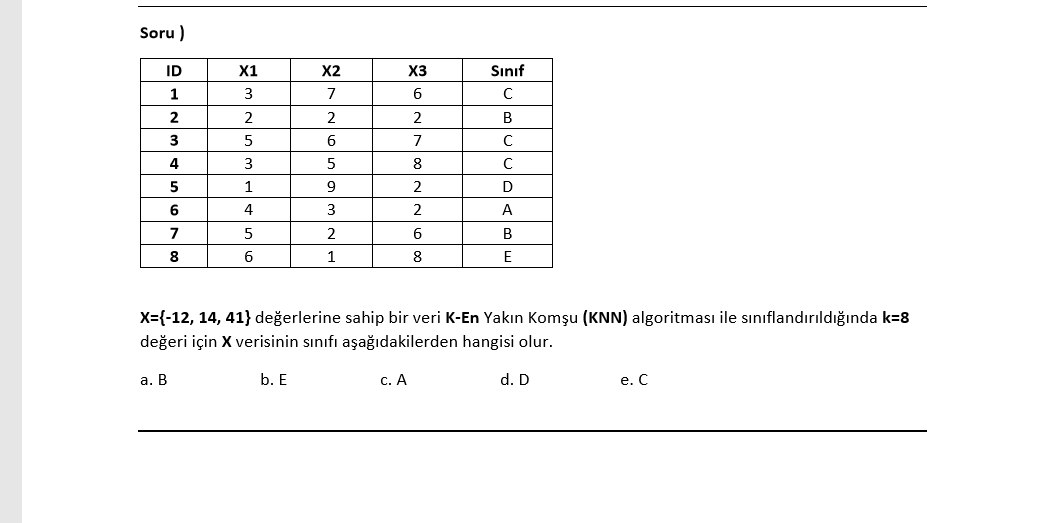 Soru )
ID X1 X2 X3 Sınıf
1 3 7 6 C
2 2 2 2 B
3 5 6 7 C
4 3 5 8 C
5 1 9 2 D
6 4 3 2 A
7 5 2 6 B
8 6 1 8 E
X={-12, 14, 41} değerlerine sahip bir veri K-En Yakın Komşu (KNN) algoritması ile sınıflandırıldığında k=8
değeri için X verisinin sınıfı aşağıdakilerden hangisi olur.
a. B b. E c. A d. D e. C